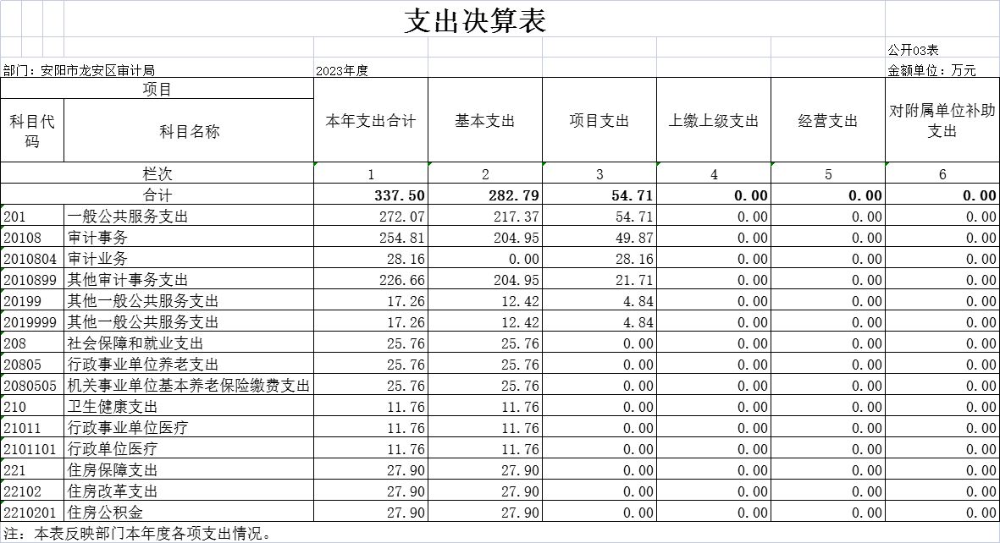 支出决算表
公开03表
部门：安阳市龙安区审计局 2023年度 金额单位：万元
项目 本年支出合计 基本支出 项目支出 上缴上级支出 经营支出 对附属单位补助支出
科目代码 科目名称
栏次 1 2 3 4 5 6
合计 337.50 282.79 54.71 0.00 0.00 0.00
201 一般公共服务支出 272.07 217.37 54.71 0.00 0.00 0.00
20108 审计事务 254.81 204.95 49.87 0.00 0.00 0.00
2010804 审计业务 28.16 0.00 28.16 0.00 0.00 0.00
2010899 其他审计事务支出 226.66 204.95 21.71 0.00 0.00 0.00
20199 其他一般公共服务支出 17.26 12.42 4.84 0.00 0.00 0.00
2019999 其他一般公共服务支出 17.26 12.42 4.84 0.00 0.00 0.00
208 社会保障和就业支出 25.76 25.76 0.00 0.00 0.00 0.00
20805 行政事业单位养老支出 25.76 25.76 0.00 0.00 0.00 0.00
2080505 机关事业单位基本养老保险缴费支出 25.76 25.76 0.00 0.00 0.00 0.00
210 卫生健康支出 11.76 11.76 0.00 0.00 0.00 0.00
21011 行政事业单位医疗 11.76 11.76 0.00 0.00 0.00 0.00
2101101 行政单位医疗 11.76 11.76 0.00 0.00 0.00 0.00
221 住房保障支出 27.90 27.90 0.00 0.00 0.00 0.00
22102 住房改革支出 27.90 27.90 0.00 0.00 0.00 0.00
2210201 住房公积金 27.90 27.90 0.00 0.00 0.00 0.00
注：本表反映部门本年度各项支出情况。